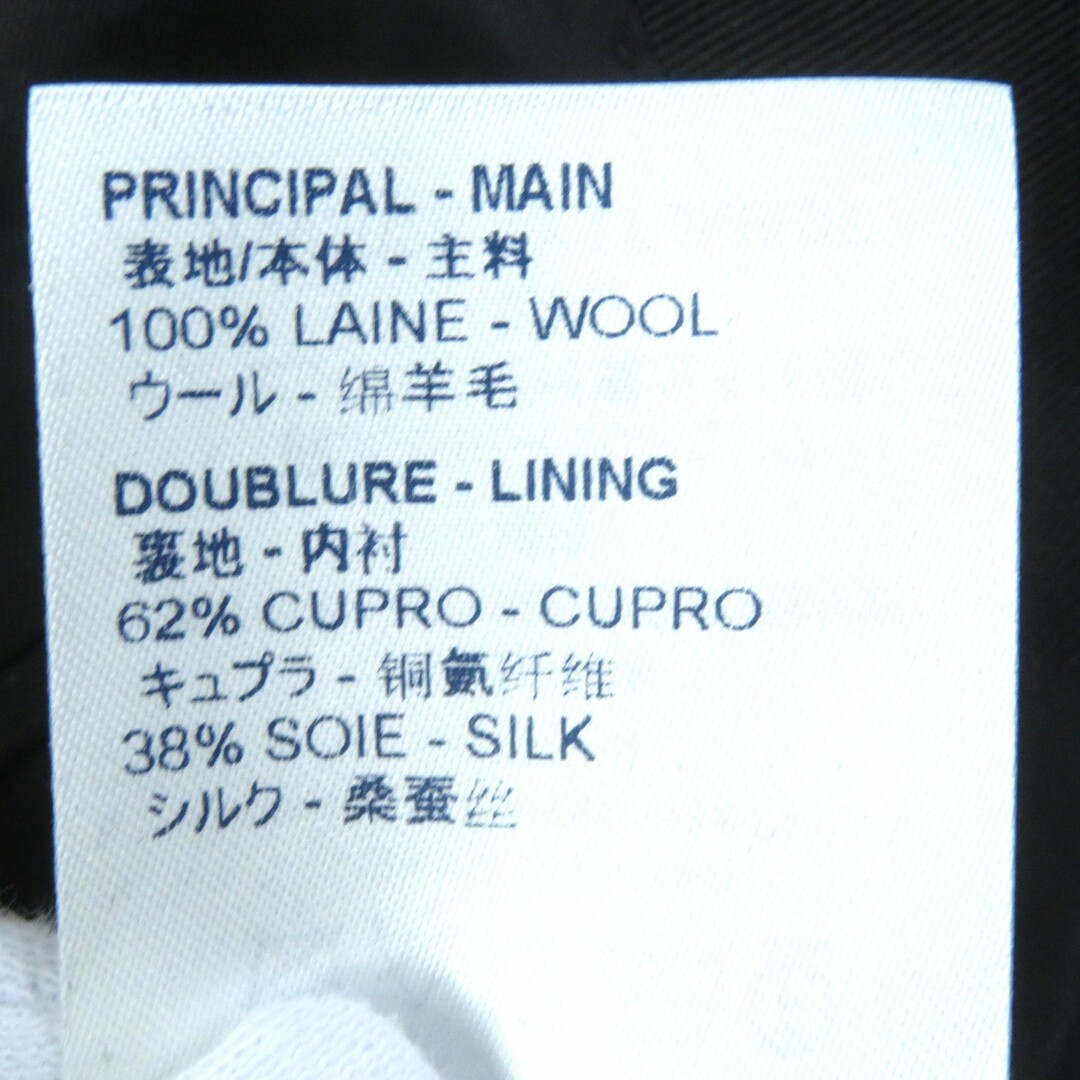 PRINCIPAL - MAIN
表地/本体 - 主料
100% LAINE - WOOL
ウール - 绵羊毛
DOUBLURE - LINING
裏地 - 内衬
62% CUPRO - CUPRO
キュプラ - 铜氨纤维
38% SOIE - SILK
シルク - 桑蚕丝